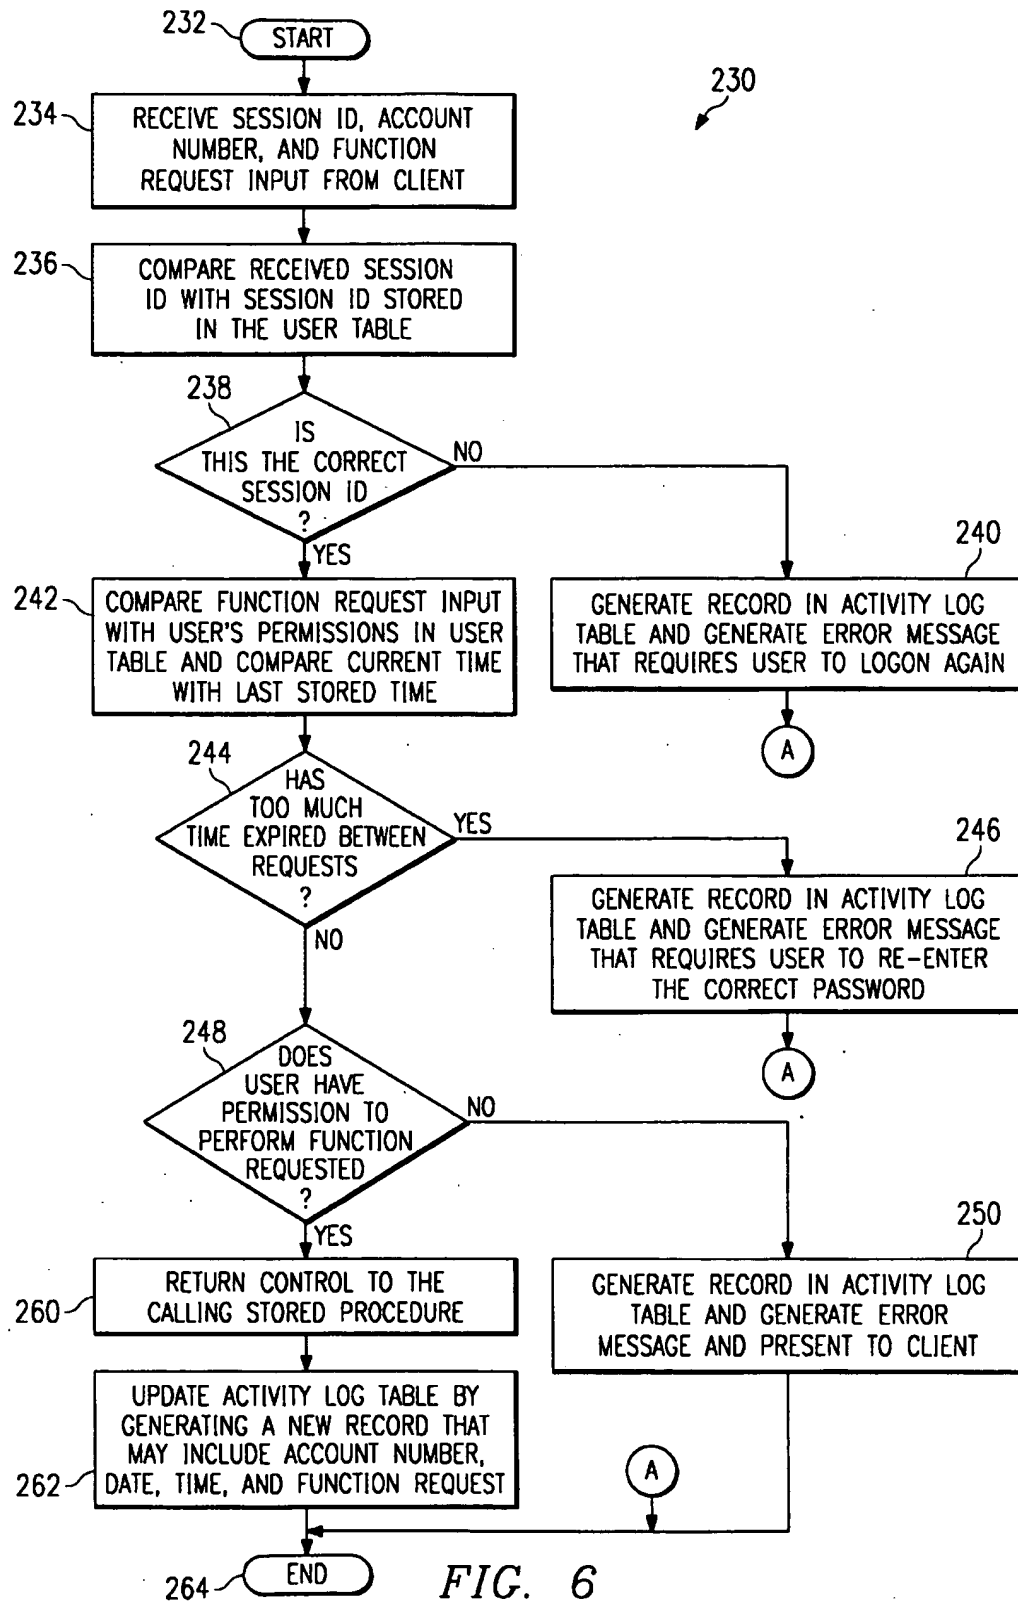 232
START
230
234
RECEIVE SESSION ID, ACCOUNT
NUMBER, AND FUNCTION
REQUEST INPUT FROM CLIENT
236
COMPARE RECEIVED SESSION
ID WITH SESSION ID STORED
IN THE USER TABLE
238
IS
THIS THE CORRECT
SESSION ID
?
NO
YES
240
GENERATE RECORD IN ACTIVITY LOG
TABLE AND GENERATE ERROR MESSAGE
THAT REQUIRES USER TO LOGON AGAIN
A
242
COMPARE FUNCTION REQUEST INPUT
WITH USER'S PERMISSIONS IN USER
TABLE AND COMPARE CURRENT TIME
WITH LAST STORED TIME
244
HAS
TOO MUCH
TIME EXPIRED BETWEEN
REQUESTS
?
YES
NO
246
GENERATE RECORD IN ACTIVITY LOG
TABLE AND GENERATE ERROR MESSAGE
THAT REQUIRES USER TO RE-ENTER
THE CORRECT PASSWORD
A
248
DOES
USER HAVE
PERMISSION TO
PERFORM FUNCTION
REQUESTED
?
NO
YES
250
GENERATE RECORD IN ACTIVITY LOG
TABLE AND GENERATE ERROR
MESSAGE AND PRESENT TO CLIENT
260
RETURN CONTROL TO THE
CALLING STORED PROCEDURE
262
UPDATE ACTIVITY LOG TABLE BY
GENERATING A NEW RECORD THAT
MAY INCLUDE ACCOUNT NUMBER,
DATE, TIME, AND FUNCTION REQUEST
A
264
END
FIG. 6